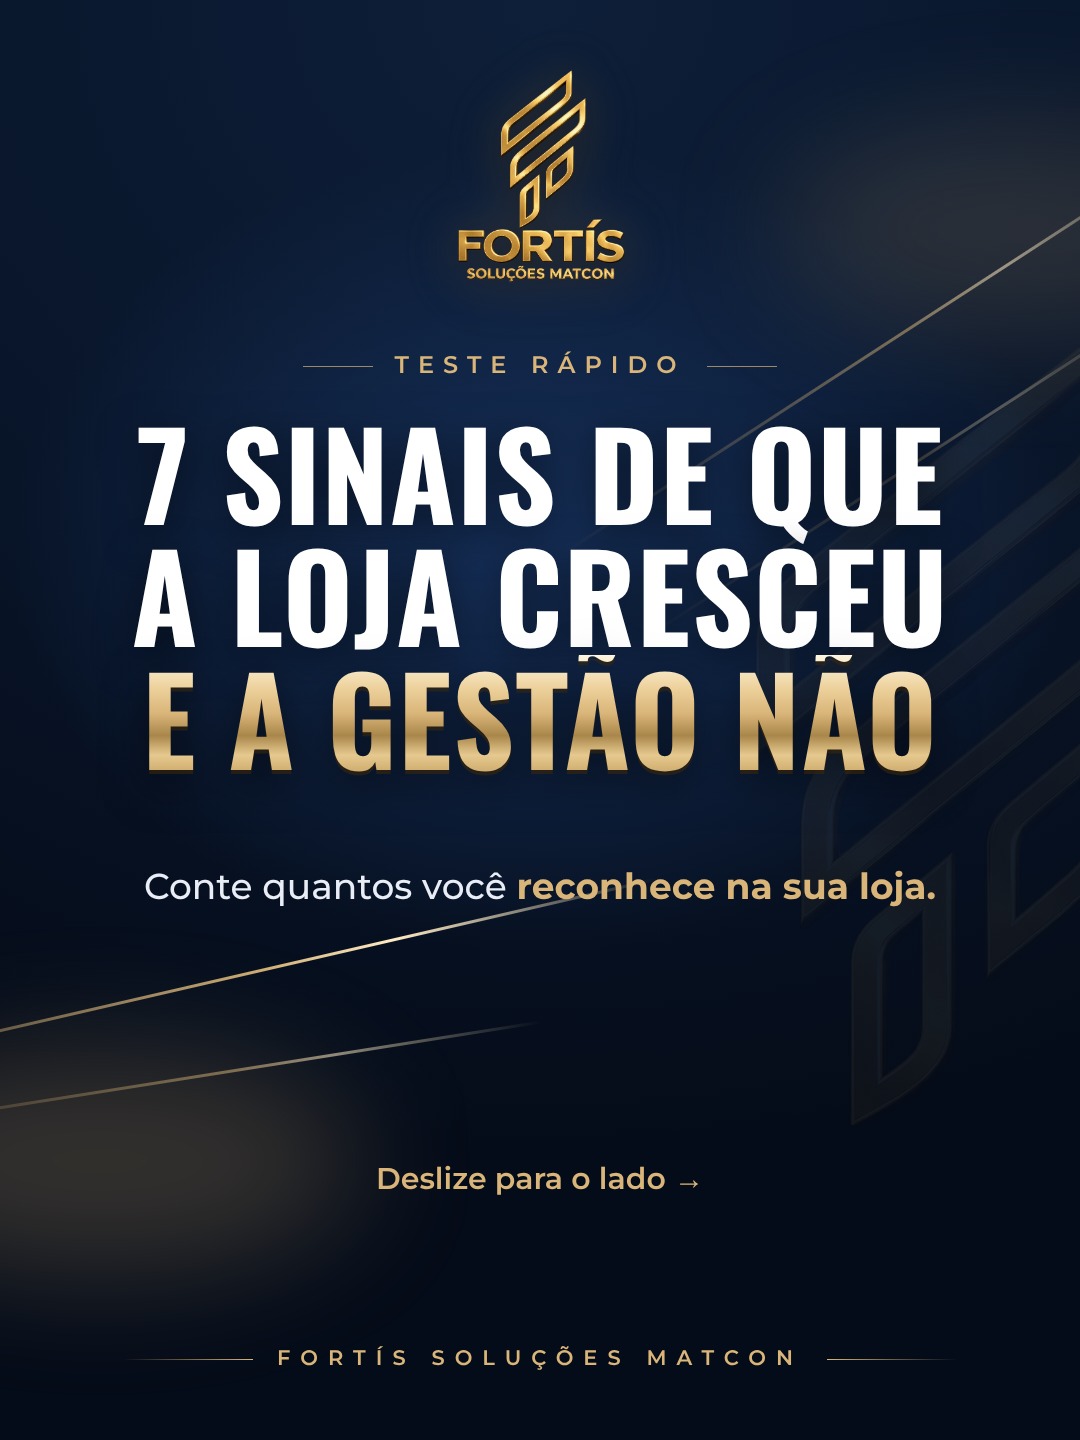 FORTÍS
SOLUÇÕES MATCON
TESTE RÁPIDO
7 SINAIS DE QUE
A LOJA CRESCEU
E A GESTÃO NÃO
Conte quantos você reconhece na sua loja.
Deslize para o lado →
FORTÍS SOLUÇÕES MATCON